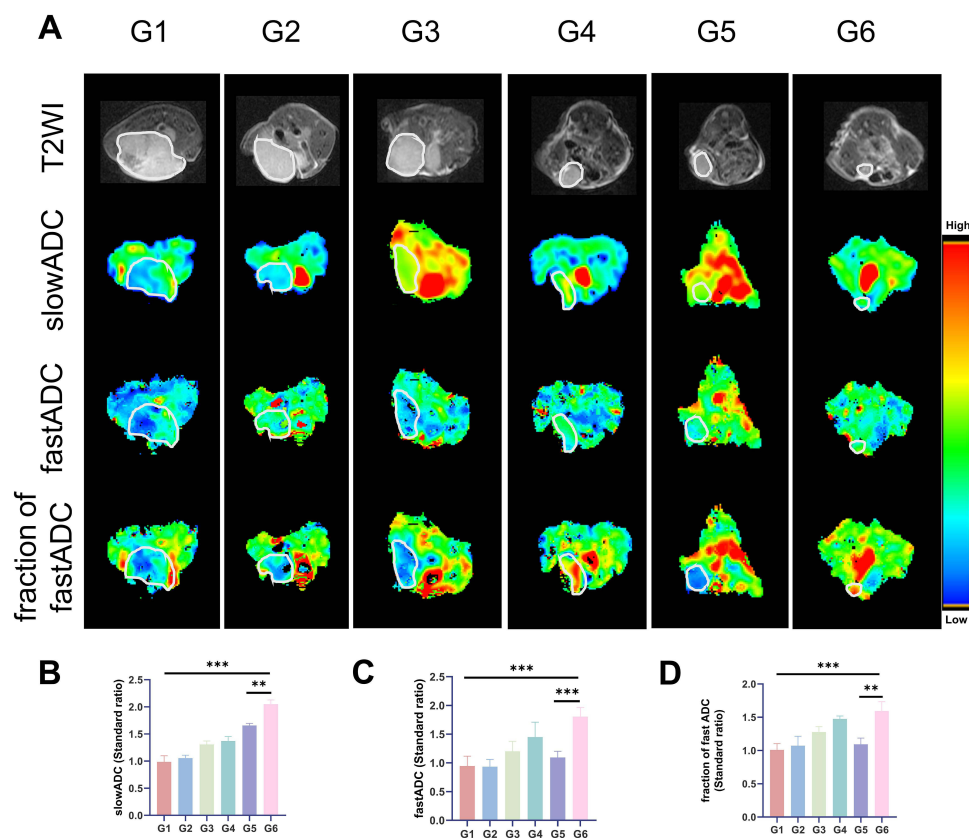 A
G1 G2 G3 G4 G5 G6
T2WI
slowADC
fastADC
fraction of
fastADC
High
Low
B
slowADC (Standard ratio)
2.5
2.0
1.5
1.0
0.5
0.0
***
**
G1 G2 G3 G4 G5 G6
C
fastADC (Standard ratio)
2.5
2.0
1.5
1.0
0.5
0.0
***
***
G1 G2 G3 G4 G5 G6
D
fraction of fast ADC
(Standard ratio)
2.0
1.5
1.0
0.5
0.0
***
**
G1 G2 G3 G4 G5 G6